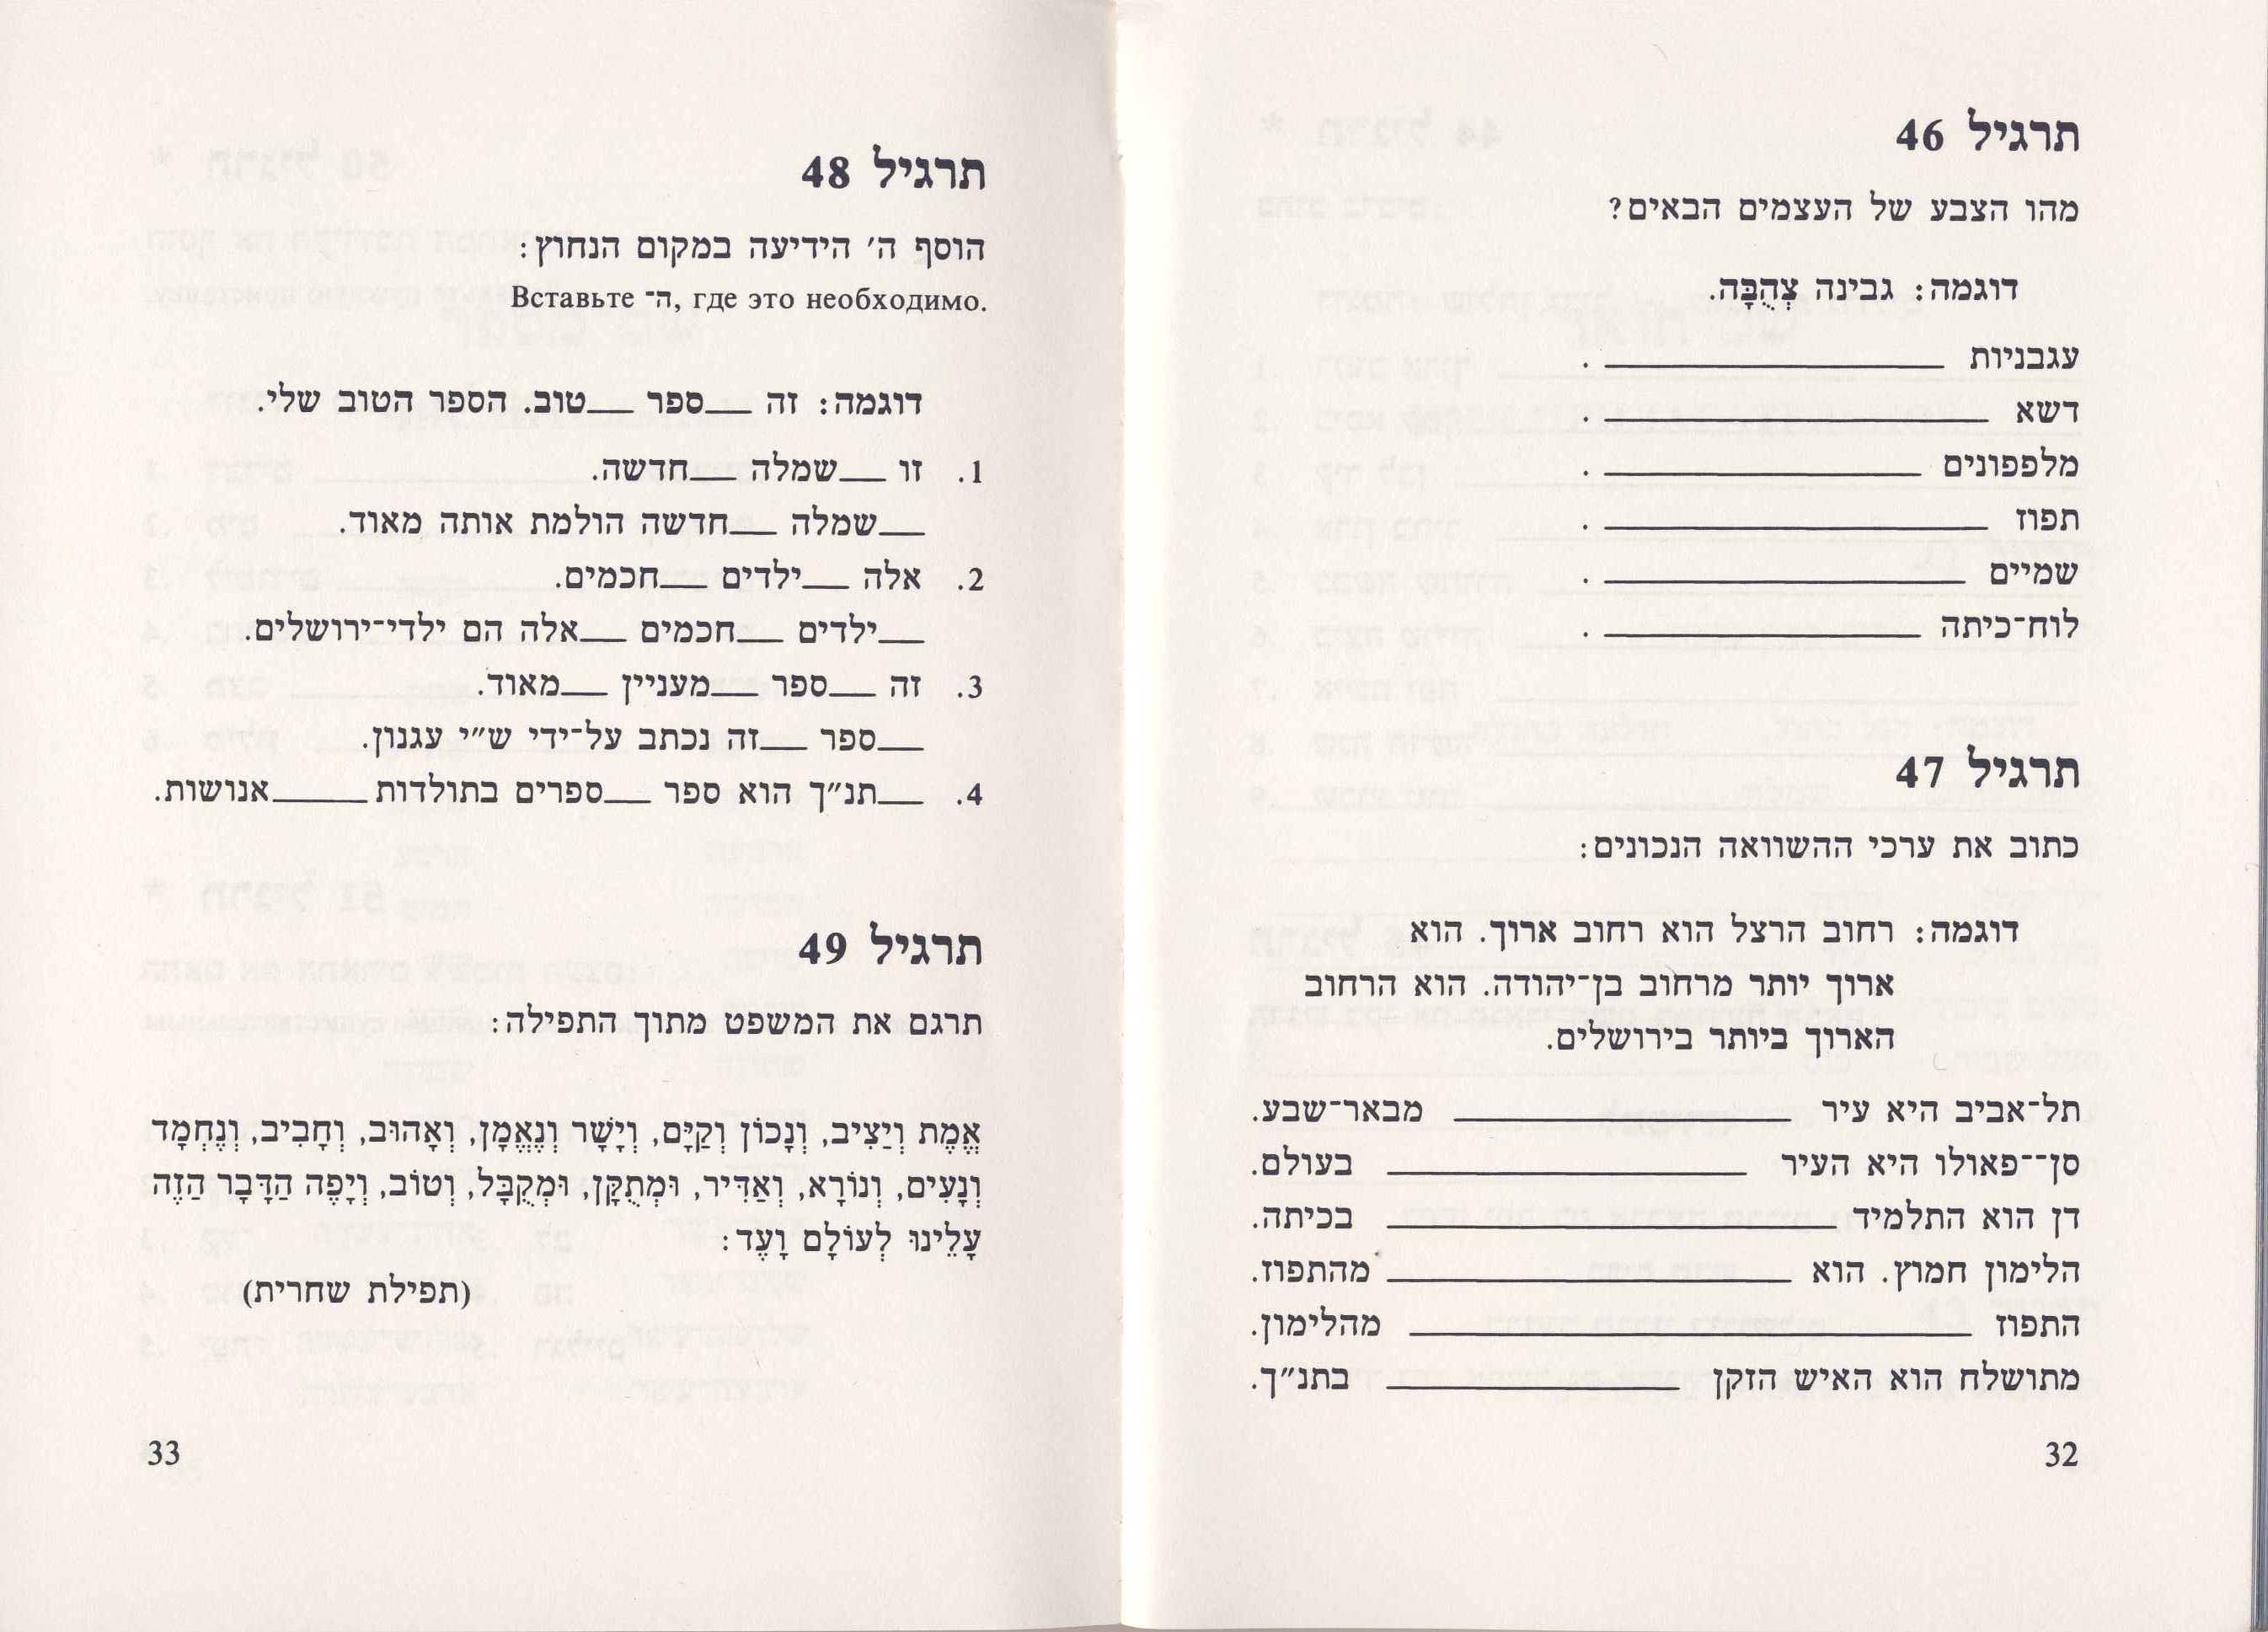 תרגיל 46
מהו הצבע של העצמים הבאים?
דוגמה: גבינה צְהֻבָּה.
עגבניות ________ .
דשא ________ .
מלפפונים ________ .
תפוז ________ .
שמיים ________ .
לוח־כיתה ________ .
תרגיל 47
כתוב את ערכי ההשוואה הנכונים:
דוגמה: רחוב הרצל הוא רחוב ארוך. הוא
ארוך יותר מרחוב בן־יהודה. הוא הרחוב
הארוך ביותר בירושלים.
תל־אביב היא עיר ________ מבאר־שבע.
סן־־פאולו היא העיר ________ בעולם.
דן הוא התלמיד ________ בכיתה.
הלימון חמוץ. הוא ________ מהתפוז.
התפוז ________ מהלימון.
מתושלח הוא האיש הזקן ________ בתנ״ך.
32
תרגיל 48
הוסף ה׳ הידיעה במקום הנחוץ:
Вставьте ה־, где это необходимо.
דוגמה: זה __ספר __טוב. הספר הטוב שלי.
1. זו __שמלה __חדשה.
__שמלה __חדשה הולמת אותה מאוד.
2. אלה __ילדים __חכמים.
__ילדים __חכמים __אלה הם ילדי־ירושלים.
3. זה __ספר __מעניין __מאוד.
__ספר __זה נכתב על־ידי ש״י עגנון.
4. __תנ״ך הוא ספר __ספרים בתולדות ____אנושות.
תרגיל 49
תרגם את המשפט מתוך התפילה:
אֱמֶת וְיַצִיב, וְנָכוֹן וְקַיָּם, וְיָשָׁר וְנֶאֱמָן, וְאָהוּב, וְחָבִיב, וְנֶחְמָד
וְנָעִים, וְנוֹרָא, וְאַדִּיר, וּמְתֻקָּן, וּמְקֻבָּל, וְטוֹב, וְיָפֶה הַדָּבָר הַזֶּה
עָלֵינוּ לְעוֹלָם וָעֶד:
(תפילת שחרית)
33